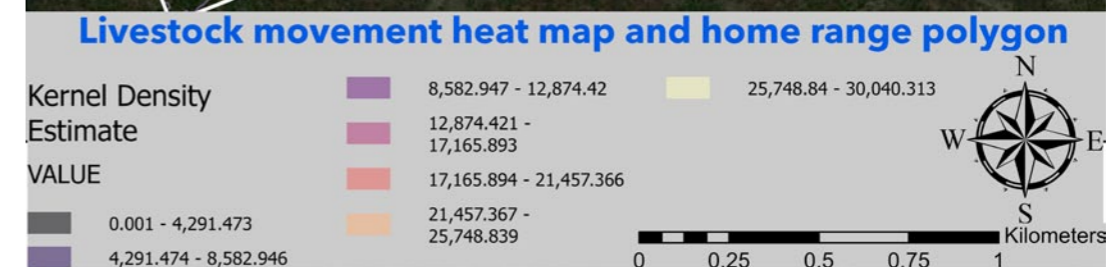 Livestock movement heat map and home range polygon
Kernel Density
Estimate
VALUE
0.001 - 4,291.473
4,291.474 - 8,582.946
8,582.947 - 12,874.42
12,874.421 -
17,165.893
17,165.894 - 21,457.366
21,457.367 -
25,748.839
25,748.84 - 30,040.313
N
W
E
S
Kilometers
0 0.25 0.5 0.75 1